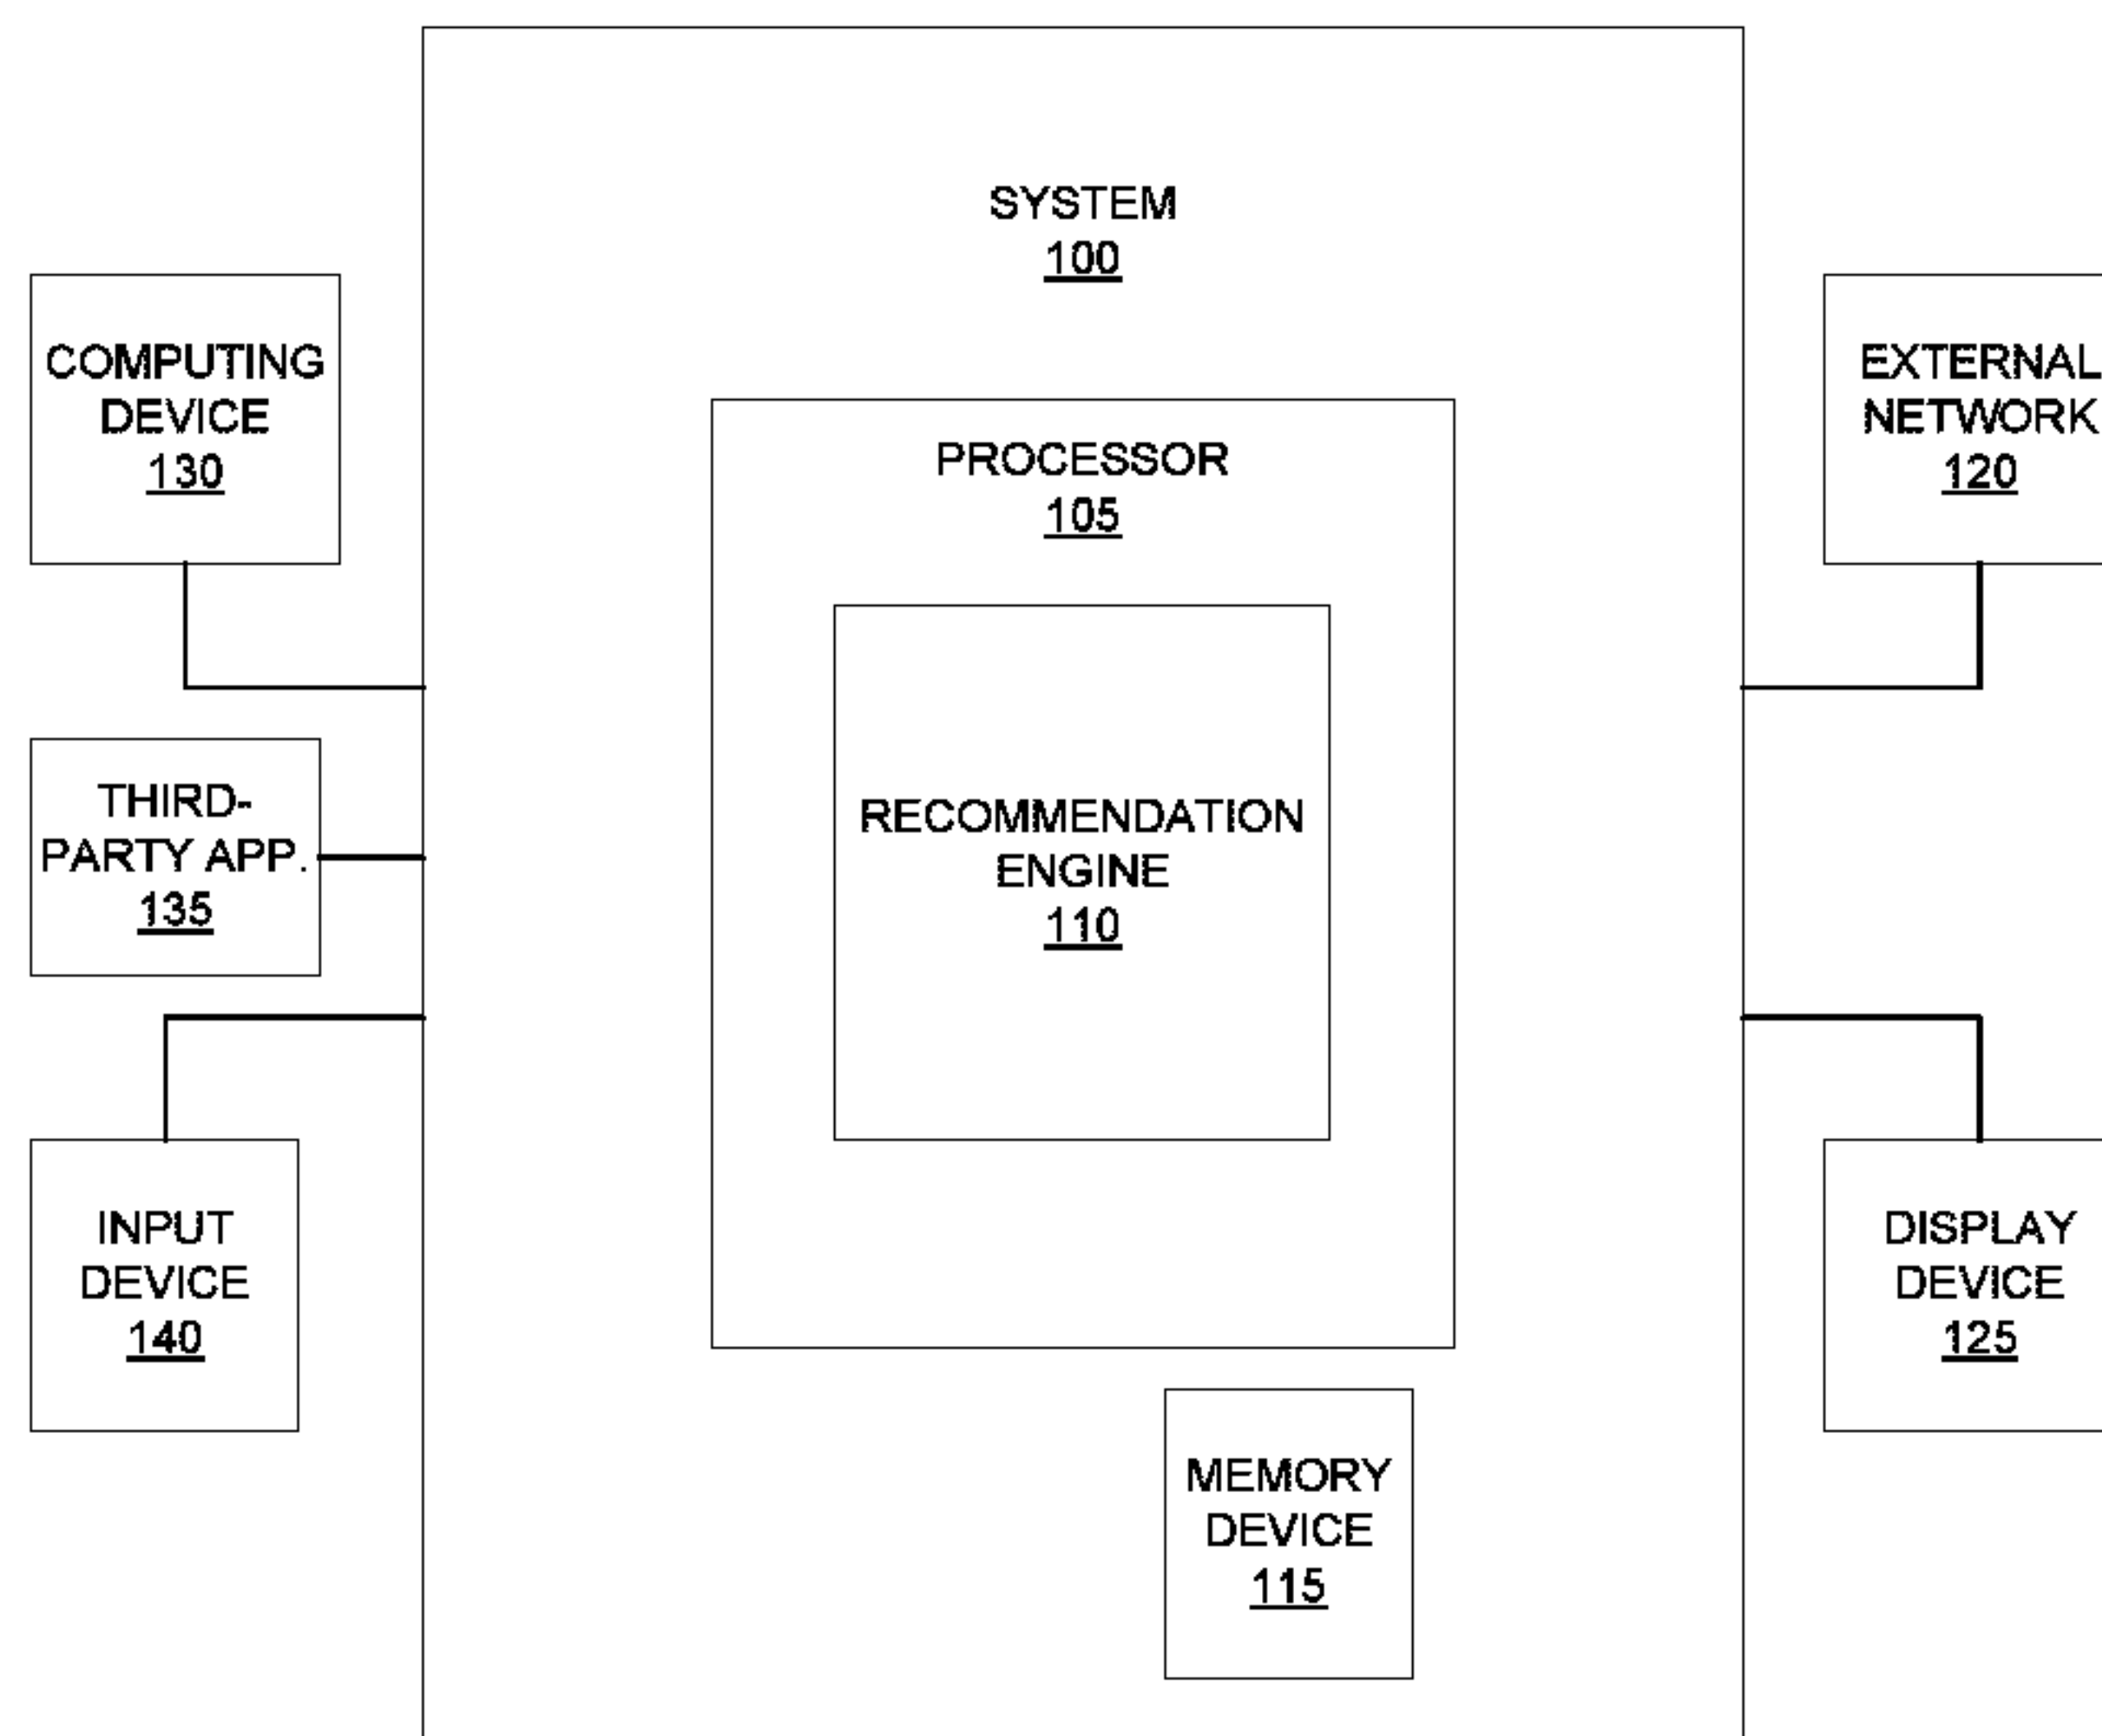 SYSTEM
100
COMPUTING
DEVICE
130
EXTERNAL
NETWORK
120
PROCESSOR
105
THIRD-
PARTY APP.
135
RECOMMENDATION
ENGINE
110
INPUT
DEVICE
140
DISPLAY
DEVICE
125
MEMORY
DEVICE
115